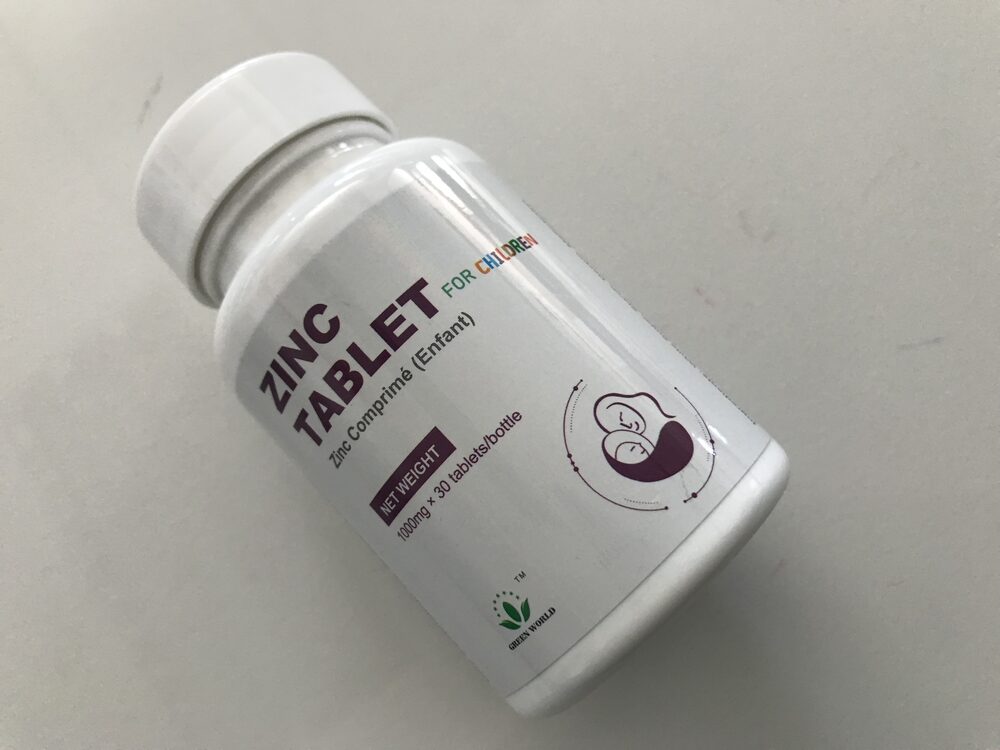 ZINC
TABLET FOR CHILDREN
Zinc Comprimé (Enfant)
NET WEIGHT
1000mg × 30 tablets/bottle
TM
GREEN WORLD